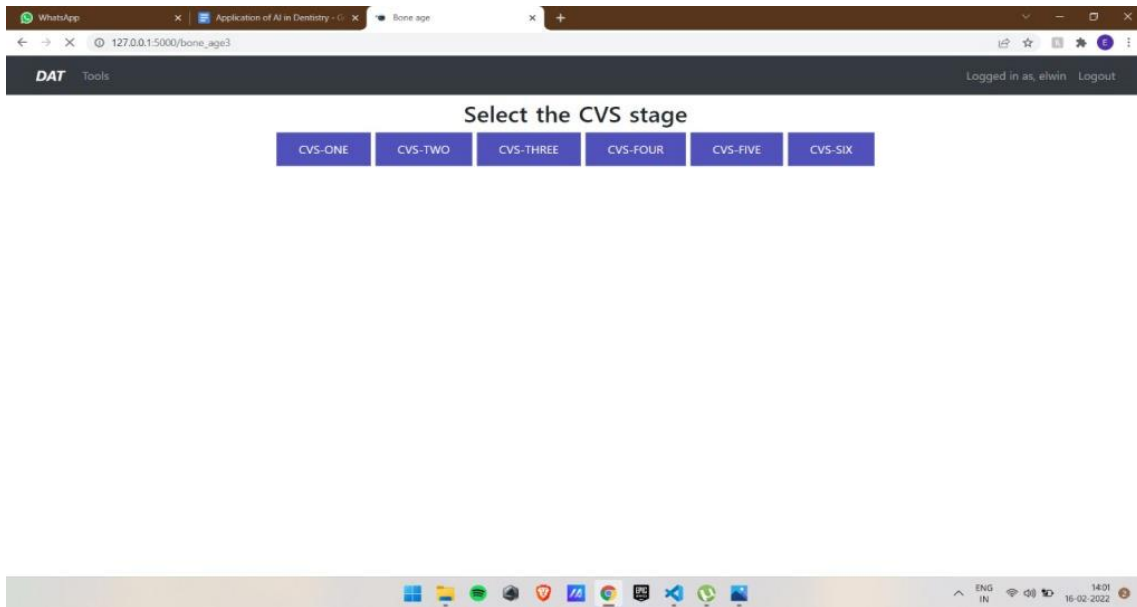 WhatsApp
Application of AI in Dentistry - G
Bone age
127.0.0.1:5000/bone_age3
E
DAT Tools
Logged in as, elwin Logout
Select the CVS stage
CVS-ONE CVS-TWO CVS-THREE CVS-FOUR CVS-FIVE CVS-SIX
EPIC
ENG
IN
14:01
16-02-2022